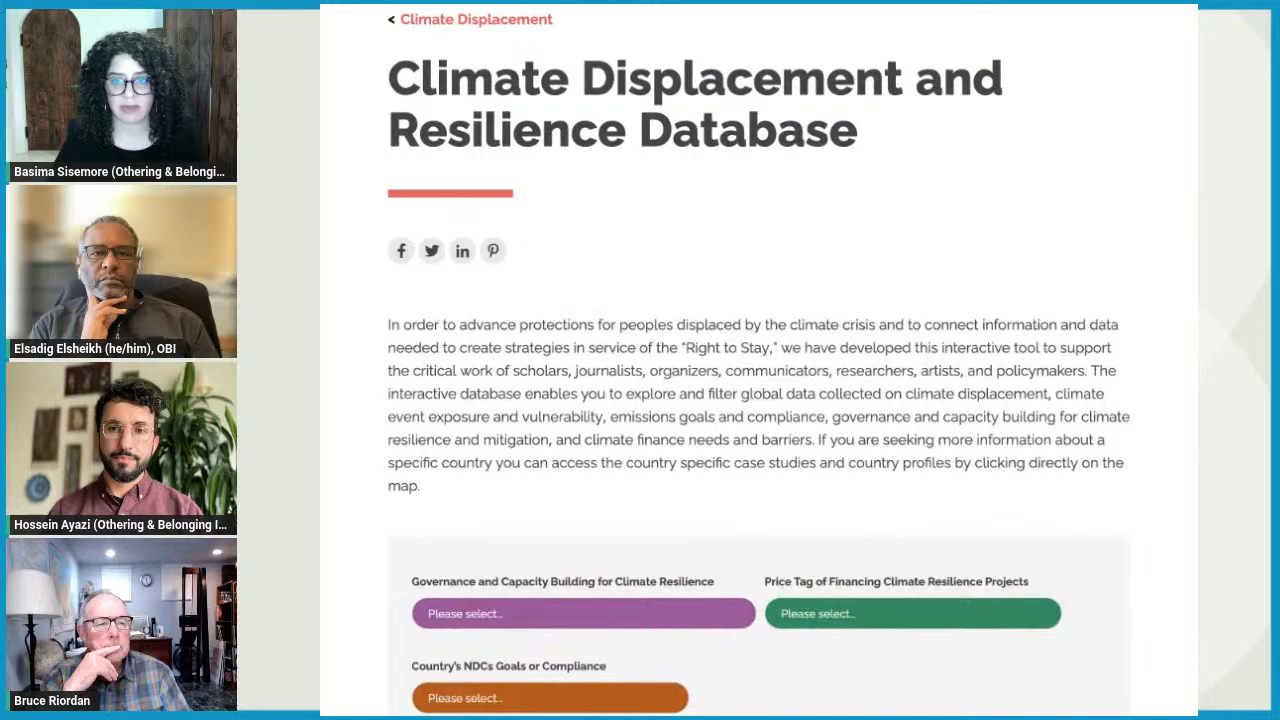 Basima Sisemore (Othering & Belongi...
Elsadig Elsheikh (he/him), OBI
Hossein Ayazi (Othering & Belonging I...
Bruce Riordan
< Climate Displacement
Climate Displacement and
Resilience Database
In order to advance protections for peoples displaced by the climate crisis and to connect information and data
needed to create strategies in service of the "Right to Stay," we have developed this interactive tool to support
the critical work of scholars, journalists, organizers, communicators, researchers, artists, and policymakers. The
interactive database enables you to explore and filter global data collected on climate displacement, climate
event exposure and vulnerability, emissions goals and compliance, governance and capacity building for climate
resilience and mitigation, and climate finance needs and barriers. If you are seeking more information about a
specific country you can access the country specific case studies and country profiles by clicking directly on the
map.
Governance and Capacity Building for Climate Resilience
Please select...
Price Tag of Financing Climate Resilience Projects
Please select...
Country's NDCs Goals or Compliance
Please select...